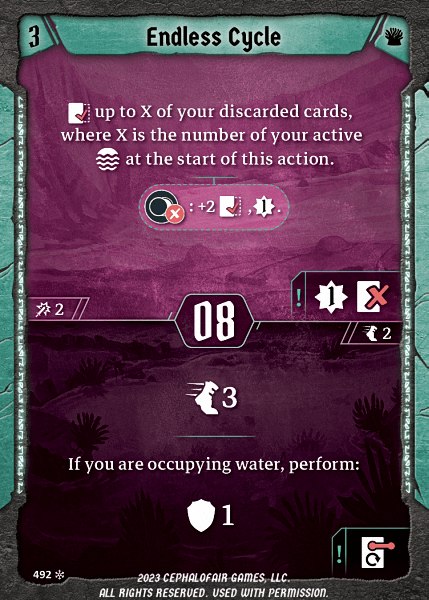 3
Endless Cycle
up to X of your discarded cards,
where X is the number of your active
at the start of this action.
: +2 , 1 .
! 1
2
08
2
3
If you are occupying water, perform:
1
!
492
2023 CEPHALOFAIR GAMES, LLC.
ALL RIGHTS RESERVED. USED WITH PERMISSION.